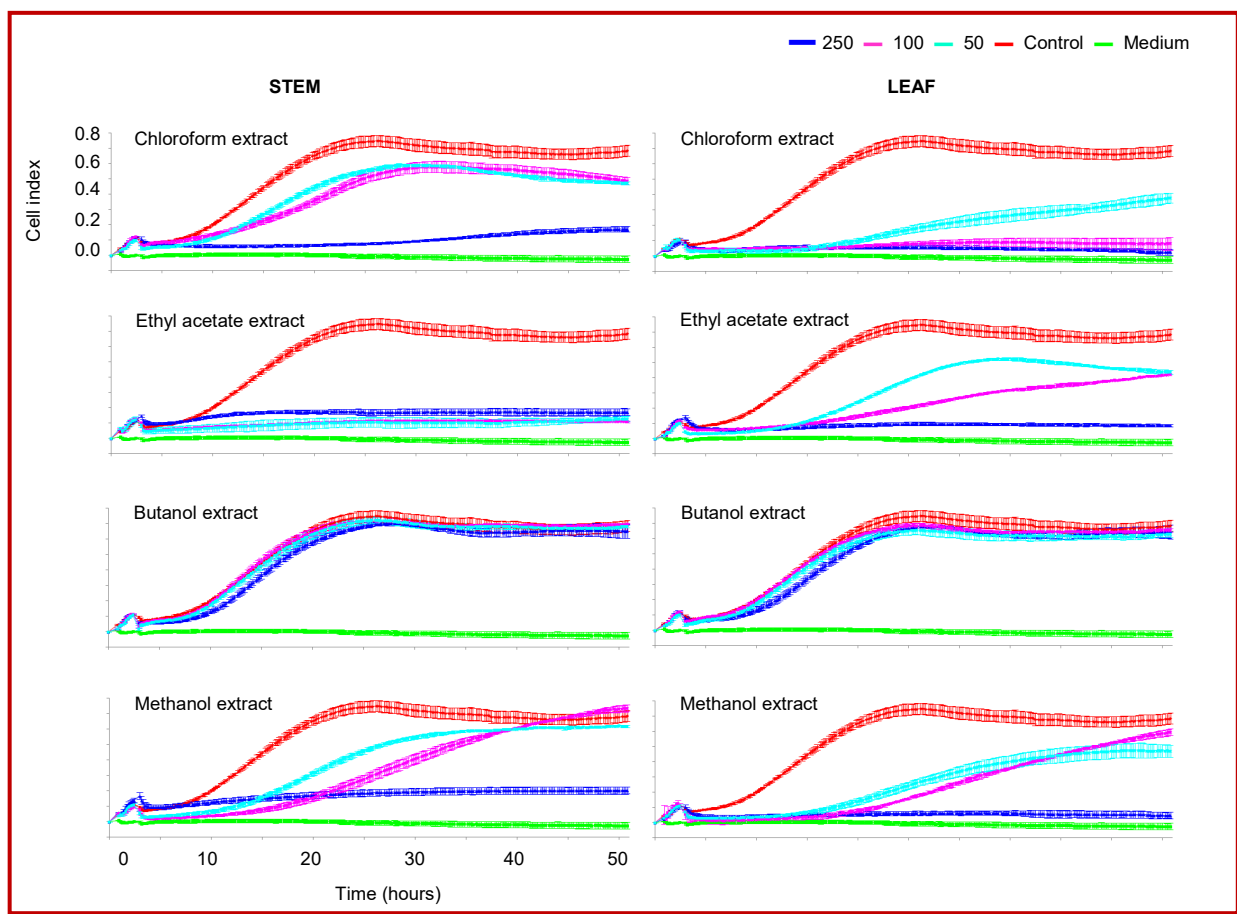 250 100 50 Control Medium
STEM LEAF
Chloroform extract Chloroform extract
0.8
0.6
0.4
0.2
0.0
Cell index
Ethyl acetate extract Ethyl acetate extract
Butanol extract Butanol extract
Methanol extract Methanol extract
0 10 20 30 40 50
Time (hours)